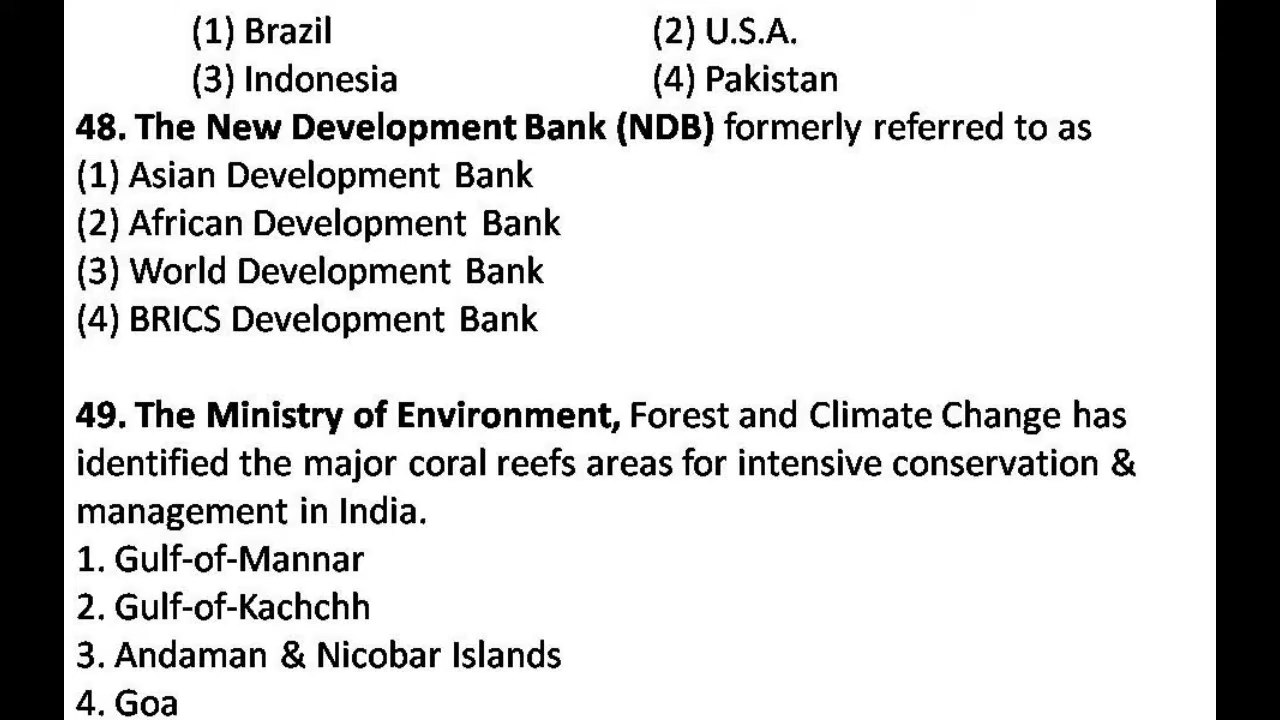 (1) Brazil (2) U.S.A.
(3) Indonesia (4) Pakistan
48. The New Development Bank (NDB) formerly referred to as
(1) Asian Development Bank
(2) African Development Bank
(3) World Development Bank
(4) BRICS Development Bank
49. The Ministry of Environment, Forest and Climate Change has
identified the major coral reefs areas for intensive conservation &
management in India.
1. Gulf-of-Mannar
2. Gulf-of-Kachchh
3. Andaman & Nicobar Islands
4. Goa